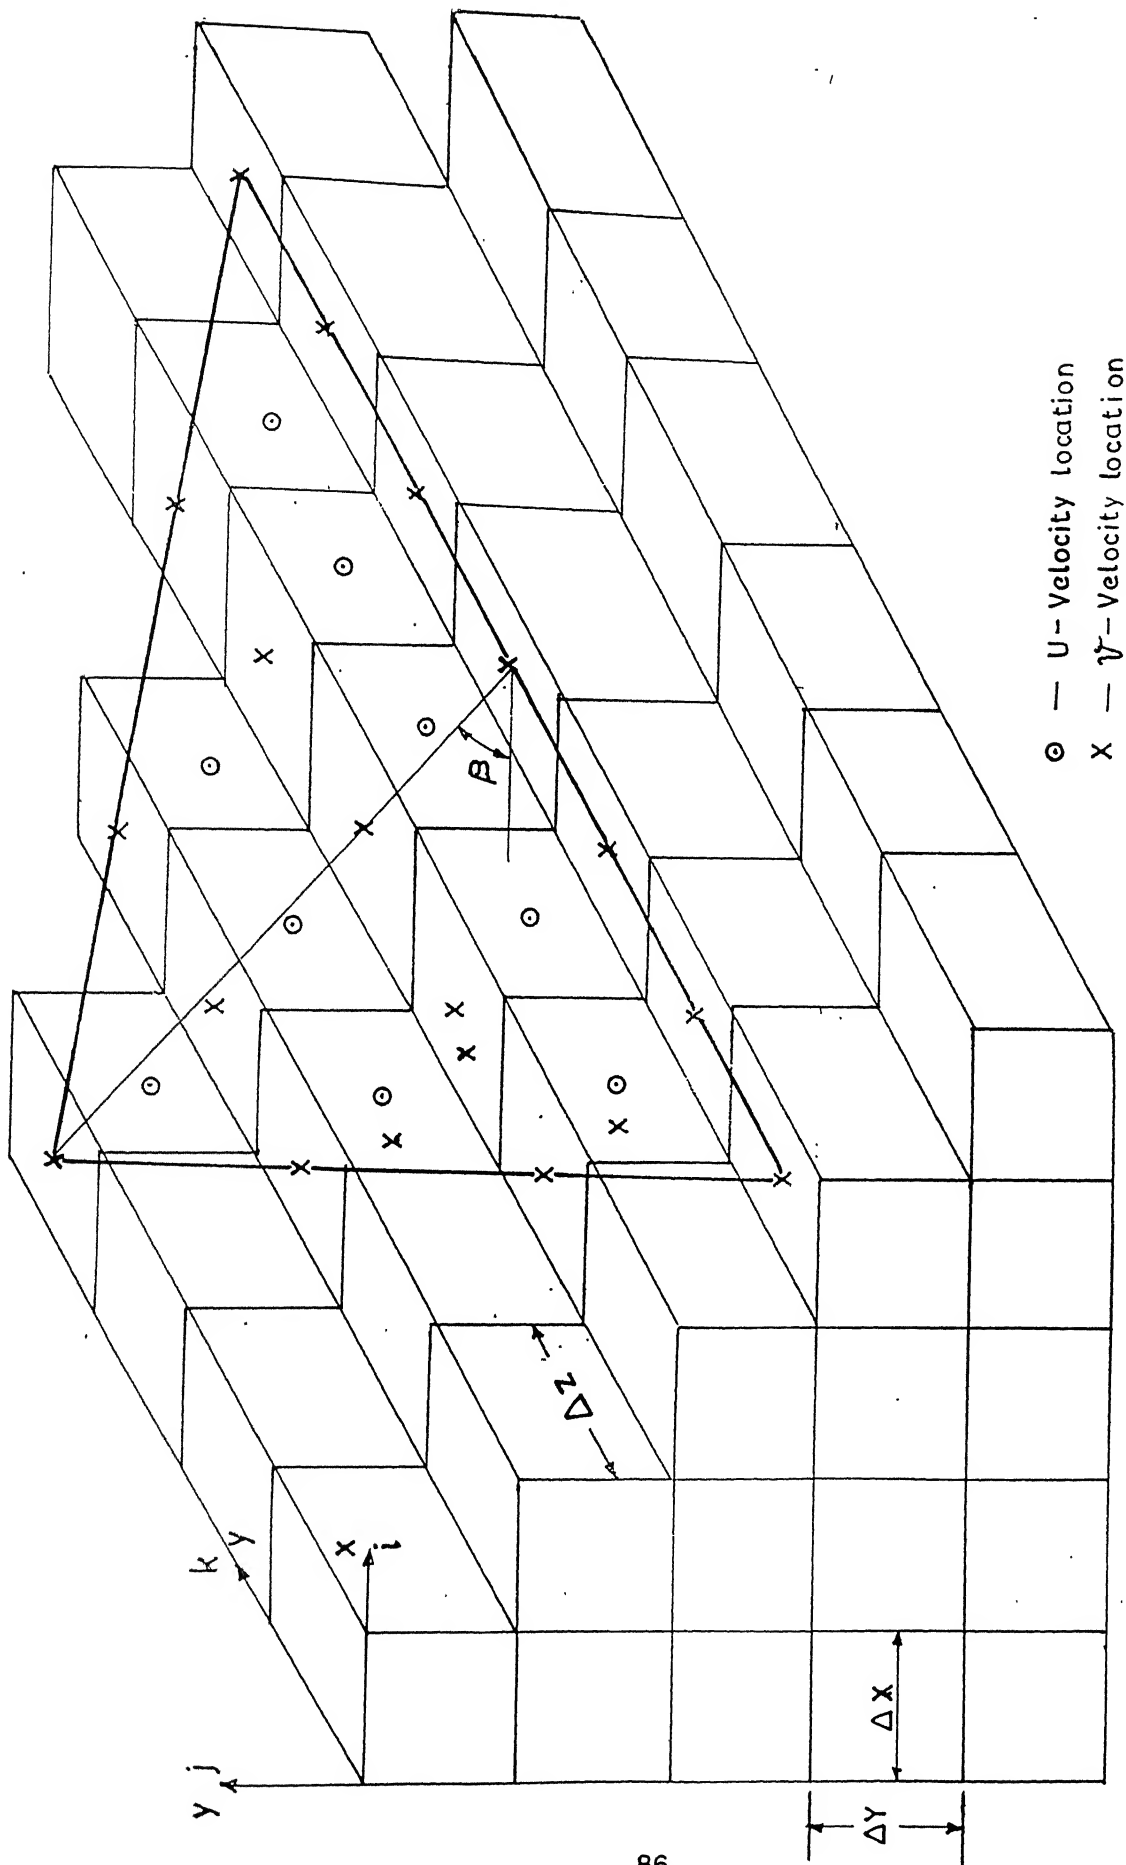 ⊙ — U-Velocity location
X — v-Velocity location
β
ΔZ
k
y
X
i
y j
ΔX
ΔY
86